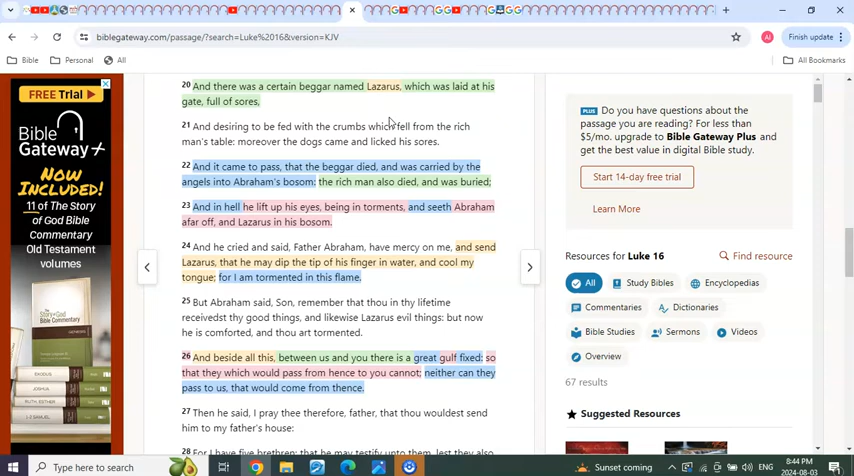 biblegateway.com/passage/?search=Luke%2016&version=KJV
Finish update
Bible
Personal
All
All Bookmarks
FREE Trial
Bible
Gateway+
NOW
INCLUDED!
11 of The Story
of God Bible
Commentary
Old Testament
volumes
20 And there was a certain beggar named Lazarus, which was laid at his
gate, full of sores,
21 And desiring to be fed with the crumbs which fell from the rich
man's table: moreover the dogs came and licked his sores.
22 And it came to pass, that the beggar died, and was carried by the
angels into Abraham's bosom: the rich man also died, and was buried;
23 And in hell he lift up his eyes, being in torments, and seeth Abraham
afar off, and Lazarus in his bosom.
24 And he cried and said, Father Abraham, have mercy on me, and send
Lazarus, that he may dip the tip of his finger in water, and cool my
tongue; for I am tormented in this flame.
25 But Abraham said, Son, remember that thou in thy lifetime
receivedst thy good things, and likewise Lazarus evil things: but now
he is comforted, and thou art tormented.
26 And beside all this, between us and you there is a great gulf fixed: so
that they which would pass from hence to you cannot; neither can they
pass to us, that would come from thence.
27 Then he said, I pray thee therefore, father, that thou wouldest send
him to my father's house:
28 For I have five brethren; that he may testify unto them, lest they also
PLUS Do you have questions about the
passage you are reading? For less than
$5/mo. upgrade to Bible Gateway Plus and
get the best value in digital Bible study.
Start 14-day free trial
Learn More
Resources for Luke 16
Find resource
All
Study Bibles
Encyclopedias
Commentaries
Dictionaries
Bible Studies
Sermons
Videos
Overview
67 results
Suggested Resources
Type here to search
Sunset coming
ENG
8:44 PM
2024-08-03